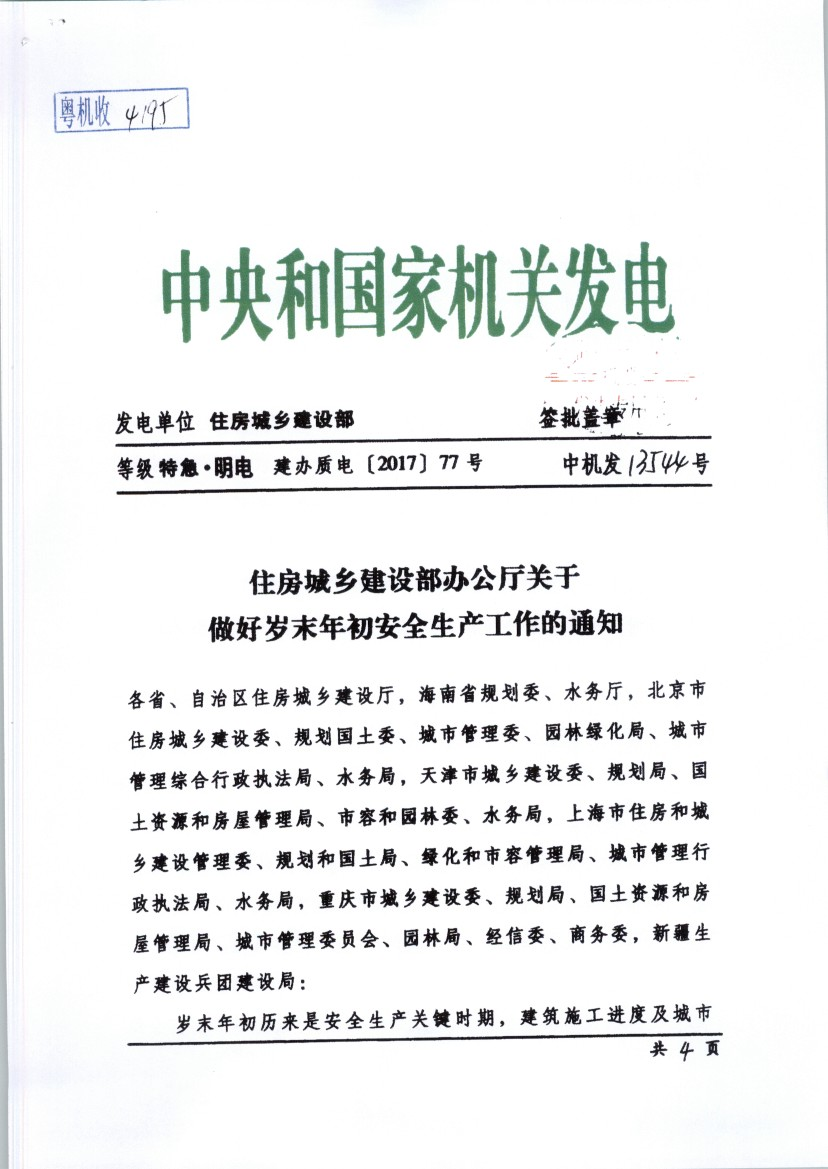 粤机收 4195
中央和国家机关发电
发电单位 住房城乡建设部 签批盖章
等级 特急·明电 建办质电〔2017〕77号 中机发13544号
住房城乡建设部办公厅关于
做好岁末年初安全生产工作的通知
各省、自治区住房城乡建设厅，海南省规划委、水务厅，北京市
住房城乡建设委、规划国土委、城市管理委、园林绿化局、城市
管理综合行政执法局、水务局，天津市城乡建设委、规划局、国
土资源和房屋管理局、市容和园林委、水务局，上海市住房和城
乡建设管理委、规划和国土局、绿化和市容管理局、城市管理行
政执法局、水务局，重庆市城乡建设委、规划局、国土资源和房
屋管理局、城市管理委员会、园林局、经信委、商务委，新疆生
产建设兵团建设局：
岁末年初历来是安全生产关键时期，建筑施工进度及城市
共 4 页